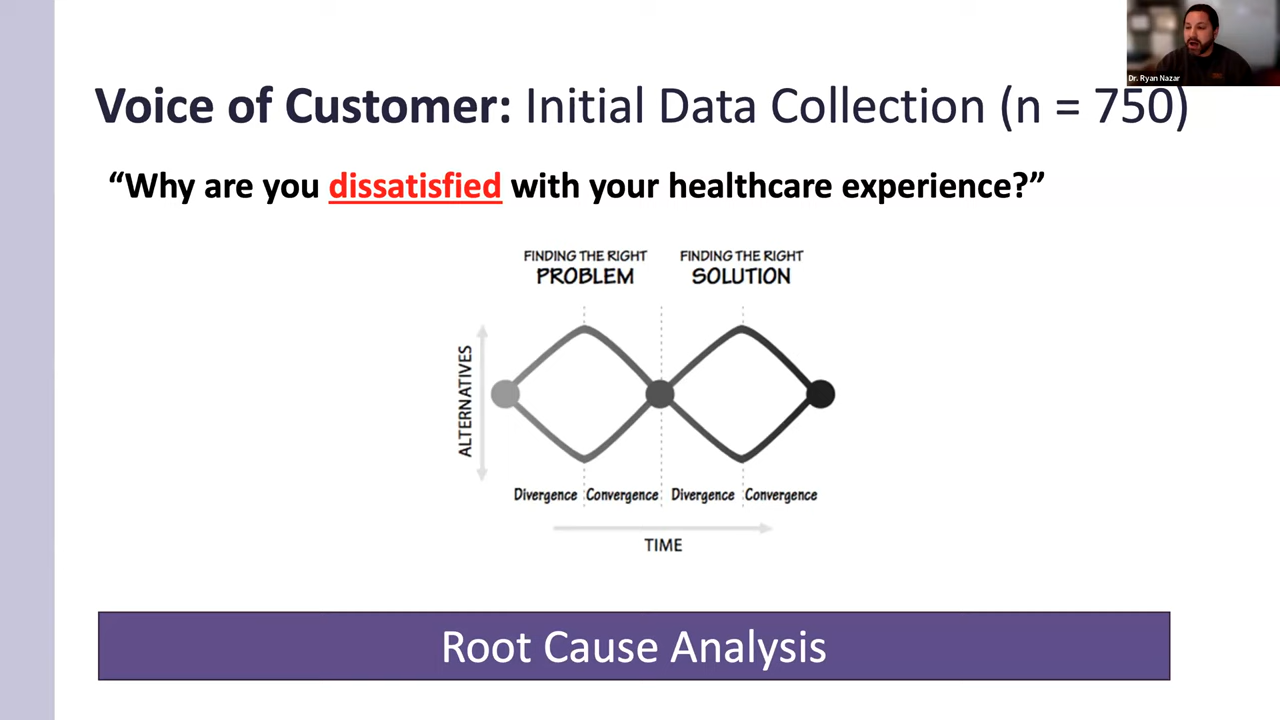 Dr. Ryan Nazar
Voice of Customer: Initial Data Collection (n = 750)
“Why are you dissatisfied with your healthcare experience?”
FINDING THE RIGHT
PROBLEM
FINDING THE RIGHT
SOLUTION
ALTERNATIVES
Divergence
Convergence
Divergence
Convergence
TIME
Root Cause Analysis